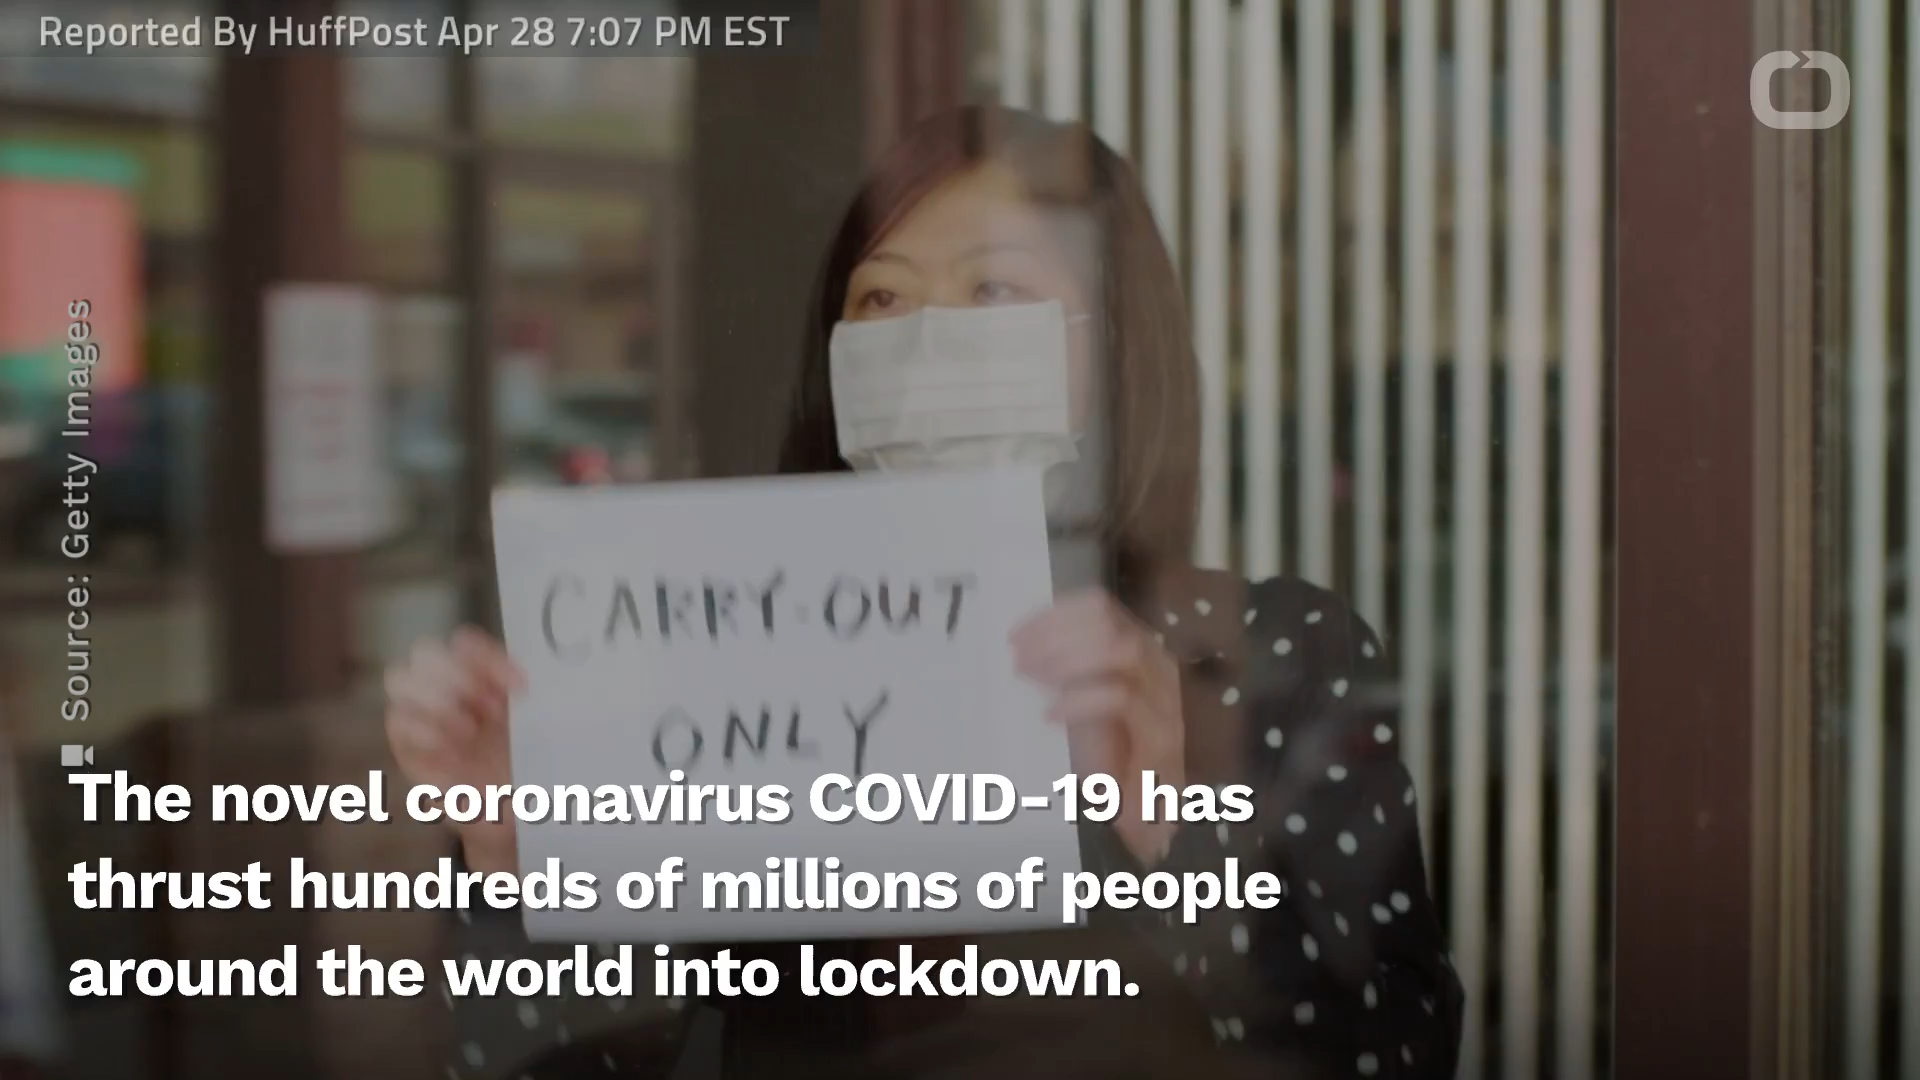 Reported By HuffPost Apr 28 7:07 PM EST
Source: Getty Images
CARRY-OUT
ONLY
The novel coronavirus COVID-19 has
thrust hundreds of millions of people
around the world into lockdown.